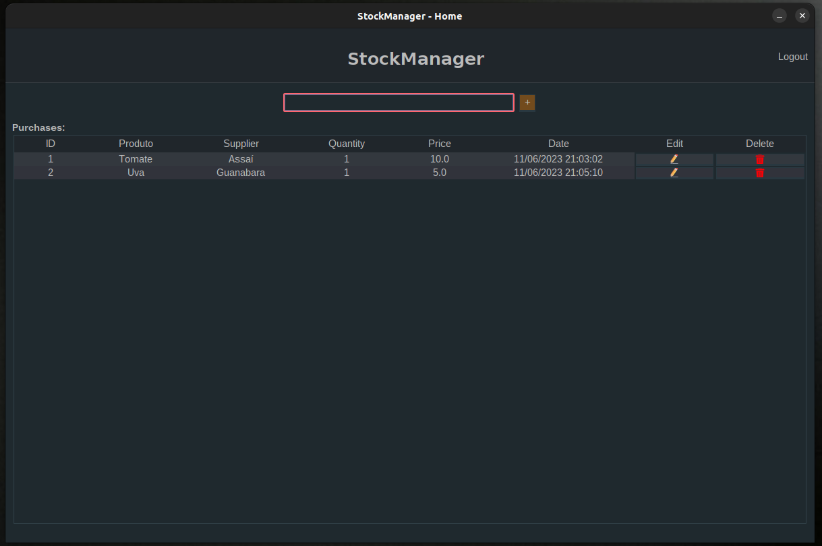 StockManager - Home
StockManager
Logout
+
Purchases:
ID Produto Supplier Quantity Price Date Edit Delete
1 Tomate Assaí 1 10.0 11/06/2023 21:03:02
2 Uva Guanabara 1 5.0 11/06/2023 21:05:10